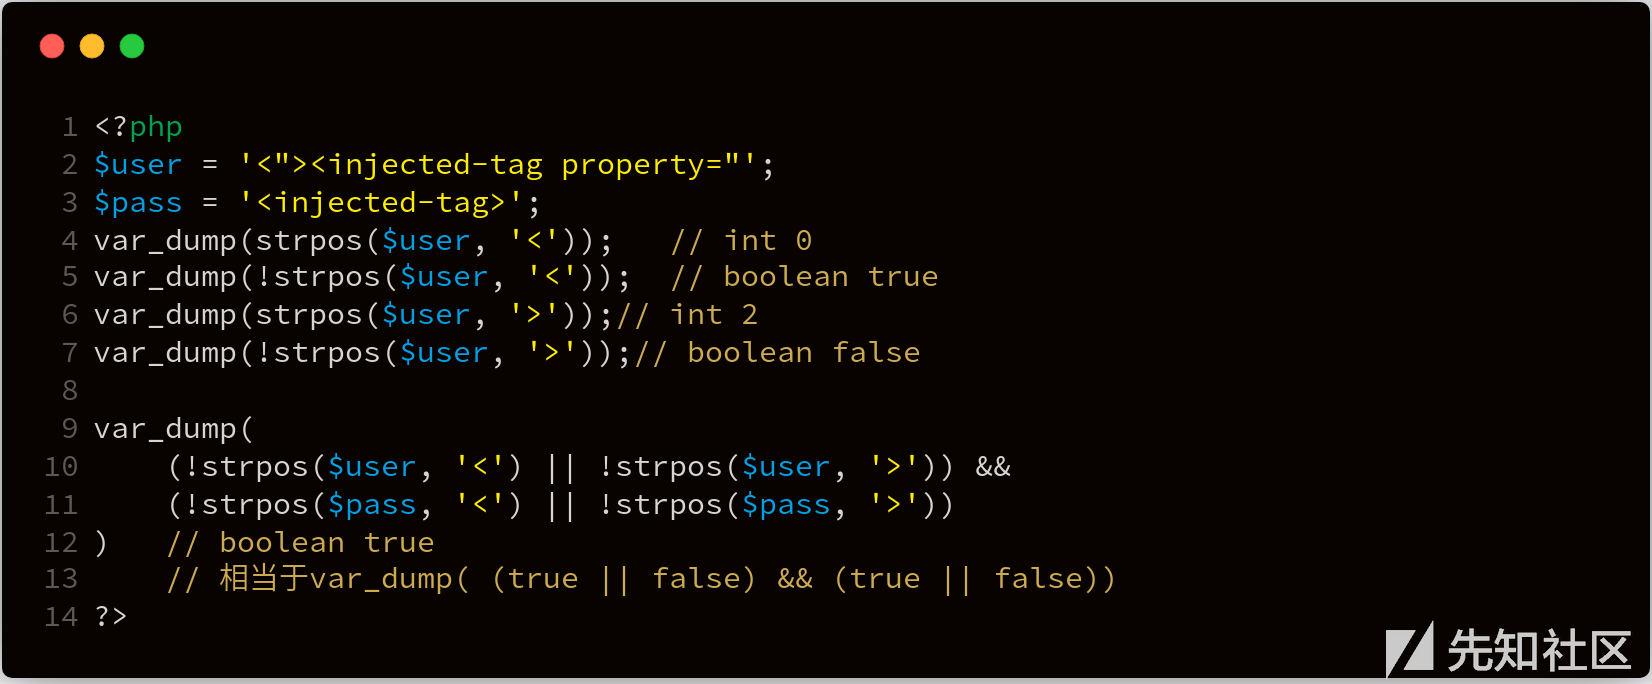 1 <?php
2 $user = '<"><injected-tag property="';
3 $pass = '<injected-tag>';
4 var_dump(strpos($user, '<'));   // int 0
5 var_dump(!strpos($user, '<'));  // boolean true
6 var_dump(strpos($user, '>'));// int 2
7 var_dump(!strpos($user, '>'));// boolean false
8
9 var_dump(
10     (!strpos($user, '<') || !strpos($user, '>')) &&
11     (!strpos($pass, '<') || !strpos($pass, '>'))
12 )   // boolean true
13     // 相当于var_dump( (true || false) && (true || false))
14 ?>
先知社区